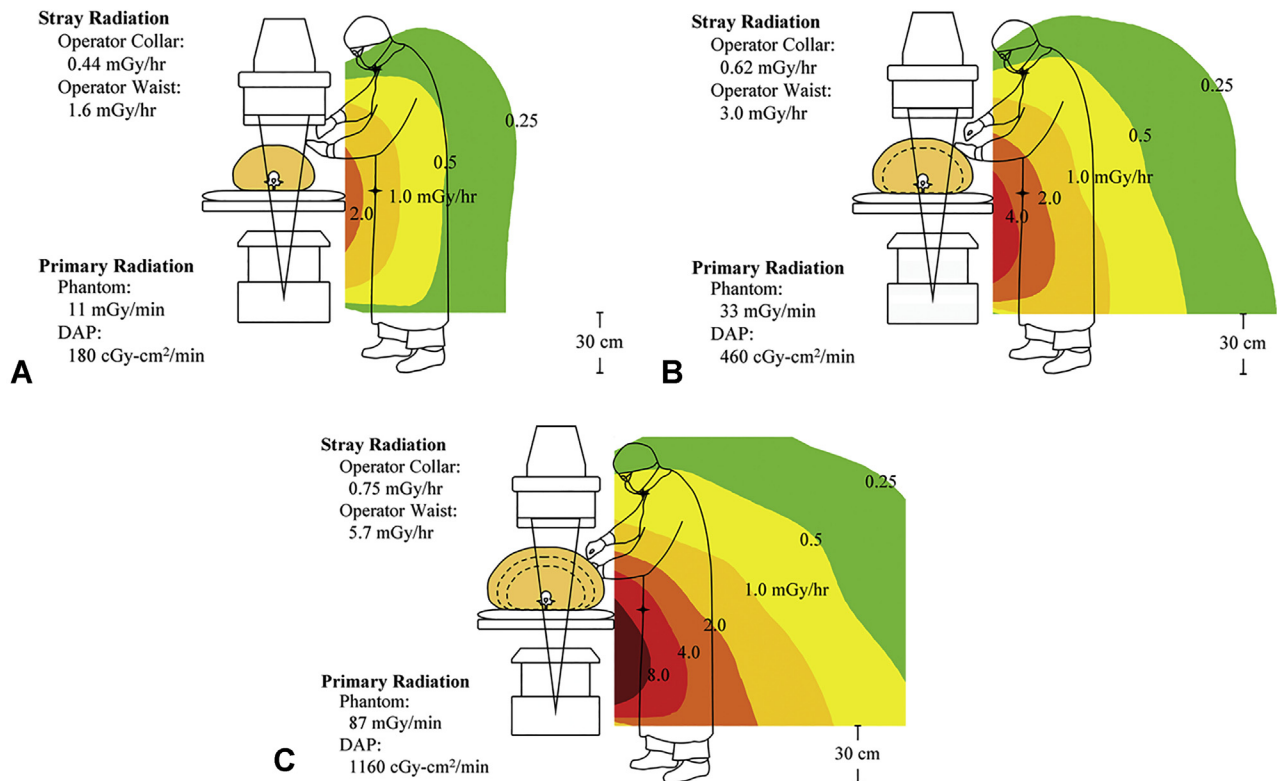 Stray Radiation
Operator Collar:
0.44 mGy/hr
Operator Waist:
1.6 mGy/hr
0.25
0.5
1.0 mGy/hr
2.0
Primary Radiation
Phantom:
11 mGy/min
DAP:
180 cGy-cm²/min
30 cm
A
Stray Radiation
Operator Collar:
0.62 mGy/hr
Operator Waist:
3.0 mGy/hr
0.25
0.5
1.0 mGy/hr
2.0
4.0
Primary Radiation
Phantom:
33 mGy/min
DAP:
460 cGy-cm²/min
30 cm
B
Stray Radiation
Operator Collar:
0.75 mGy/hr
Operator Waist:
5.7 mGy/hr
0.25
0.5
1.0 mGy/hr
2.0
4.0
8.0
Primary Radiation
Phantom:
87 mGy/min
DAP:
1160 cGy-cm²/min
30 cm
C